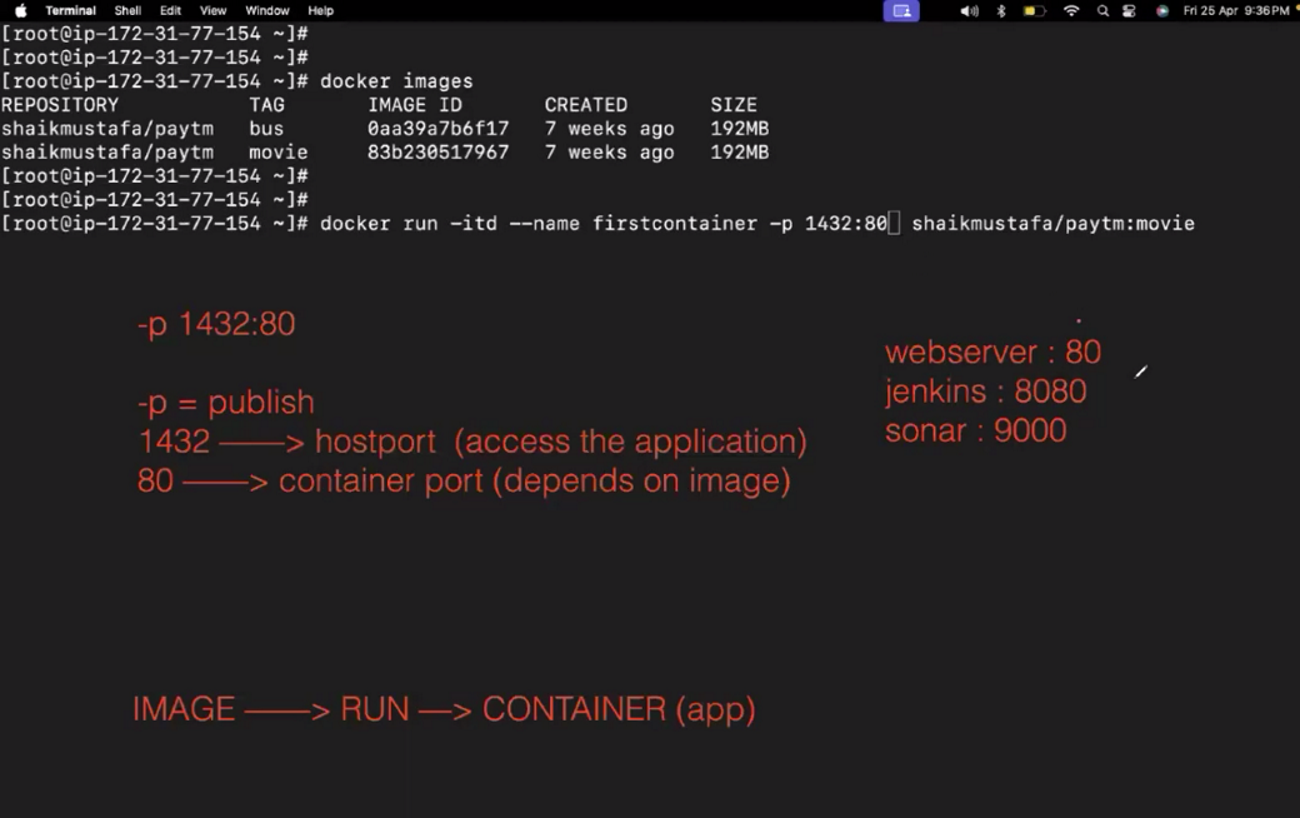 Terminal Shell Edit View Window Help Fri 25 Apr 9:36 PM
[root@ip-172-31-77-154 ~]#
[root@ip-172-31-77-154 ~]#
[root@ip-172-31-77-154 ~]# docker images
REPOSITORY TAG IMAGE ID CREATED SIZE
shaikmustafa/paytm bus 0aa39a7b6f17 7 weeks ago 192MB
shaikmustafa/paytm movie 83b230517967 7 weeks ago 192MB
[root@ip-172-31-77-154 ~]#
[root@ip-172-31-77-154 ~]#
[root@ip-172-31-77-154 ~]# docker run -itd --name firstcontainer -p 1432:80 shaikmustafa/paytm:movie
-p 1432:80
-p = publish
1432 ——> hostport (access the application)
80 ——> container port (depends on image)
webserver : 80
jenkins : 8080
sonar : 9000
IMAGE ——> RUN —> CONTAINER (app)